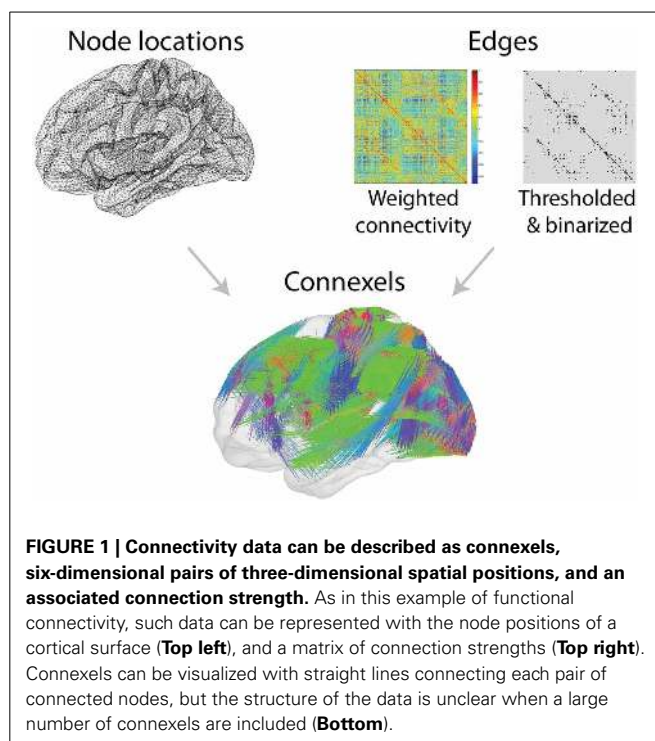 Node locations
Edges
Weighted
connectivity
Thresholded
& binarized
Connexels
FIGURE 1 | Connectivity data can be described as connexels,
six-dimensional pairs of three-dimensional spatial positions, and an
associated connection strength. As in this example of functional
connectivity, such data can be represented with the node positions of a
cortical surface (Top left), and a matrix of connection strengths (Top right).
Connexels can be visualized with straight lines connecting each pair of
connected nodes, but the structure of the data is unclear when a large
number of connexels are included (Bottom).